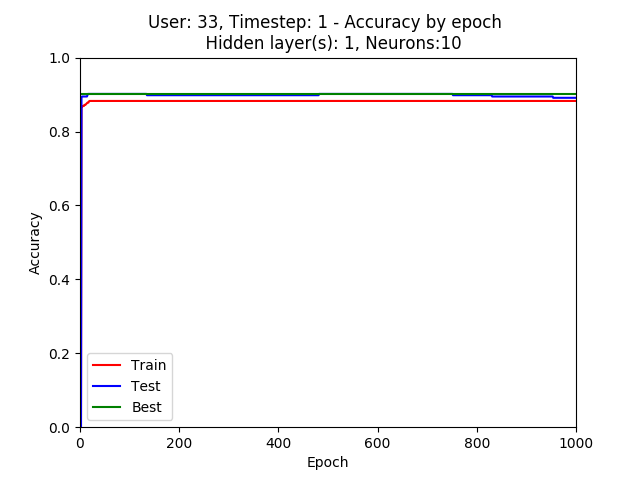 User: 33, Timestep: 1 - Accuracy by epoch
Hidden layer(s): 1, Neurons:10
1.0
0.8
0.6
0.4
0.2
0.0
Accuracy
Train
Test
Best
0 200 400 600 800 1000
Epoch